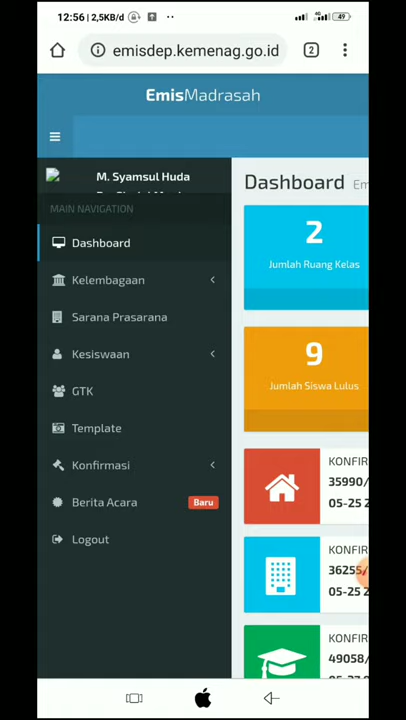 12:56 | 2,5KB/d
4G
49
emisdep.kemenag.go.id
2
EmisMadrasah
M. Syamsul Huda
MAIN NAVIGATION
Dashboard
Kelembagaan
Sarana Prasarana
Kesiswaan
GTK
Template
Konfirmasi
Berita Acara
Baru
Logout
Dashboard Em
2
Jumlah Ruang Kelas
9
Jumlah Siswa Lulus
KONFIR
35990/
05-25 2
KONFIR
36255/
05-25 2
KONFIR
49058/